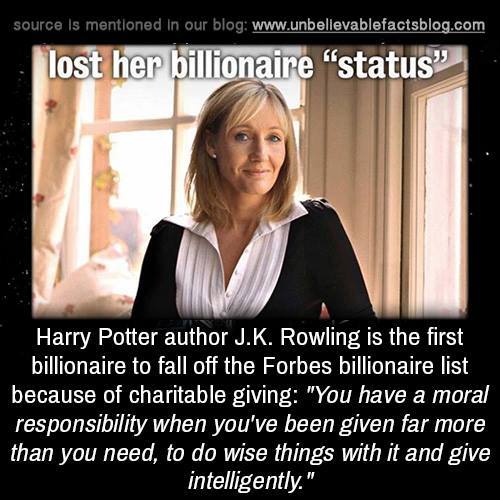 source is mentioned in our blog: www.unbelievablefactsblog.com
lost her billionaire “status”
Harry Potter author J.K. Rowling is the first
billionaire to fall off the Forbes billionaire list
because of charitable giving: "You have a moral
responsibility when you've been given far more
than you need, to do wise things with it and give
intelligently."